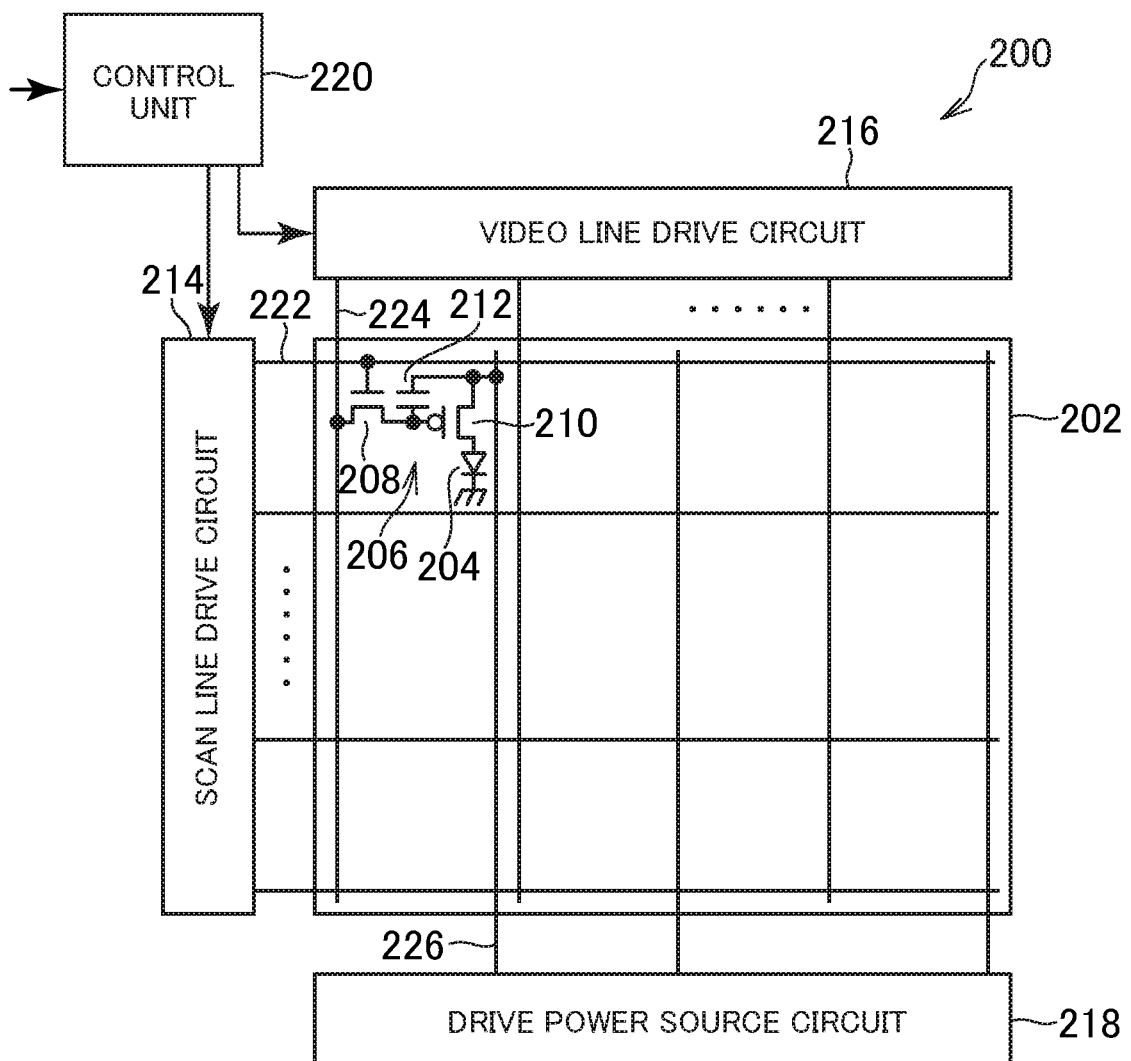 CONTROL
UNIT
220
200
216
VIDEO LINE DRIVE CIRCUIT
214
222
224
212
202
210
208
206
204
SCAN LINE DRIVE CIRCUIT
226
DRIVE POWER SOURCE CIRCUIT
218